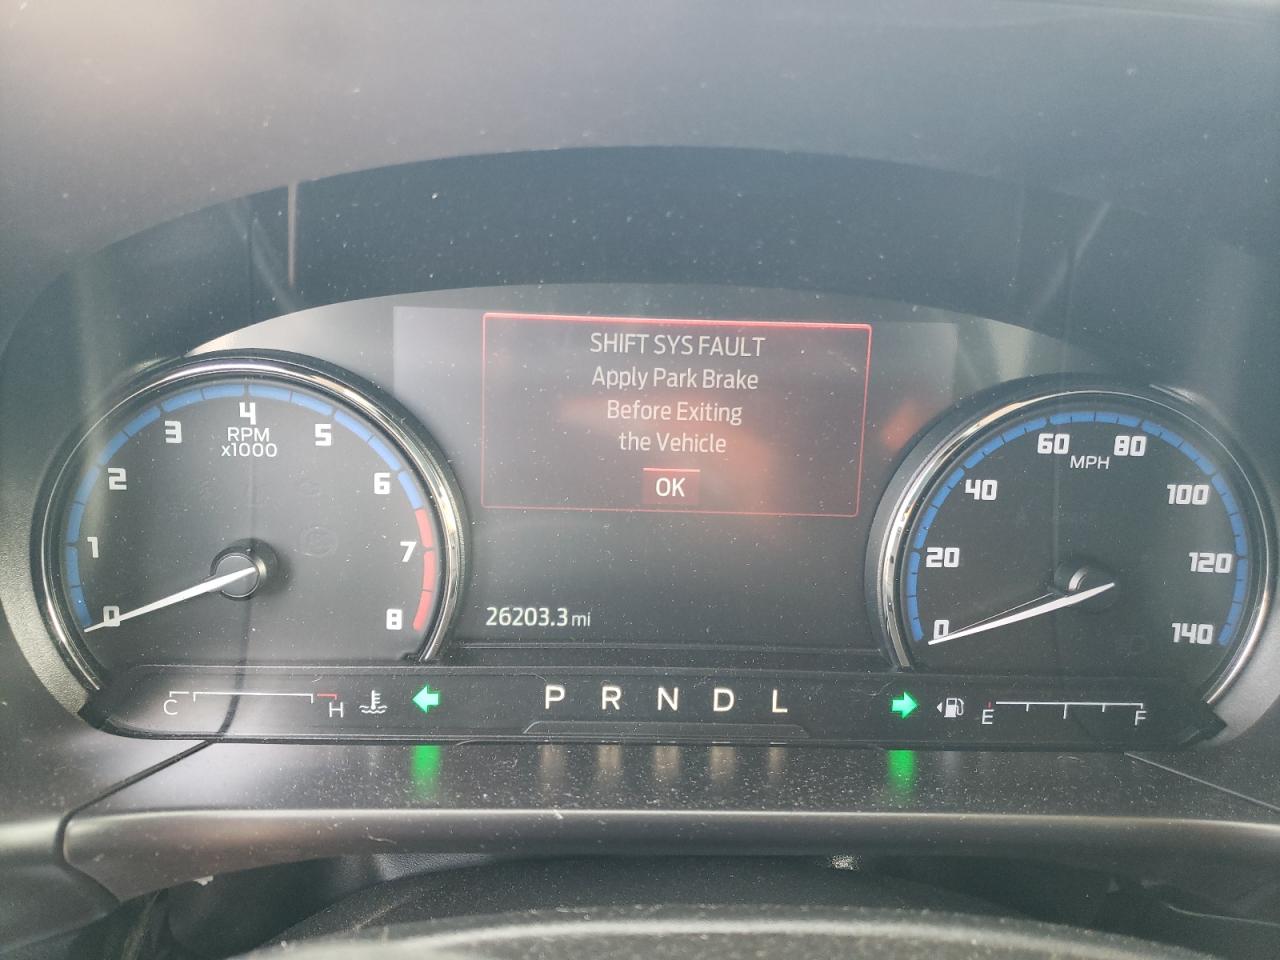 SHIFT SYS FAULT
Apply Park Brake
Before Exiting
the Vehicle
OK
0 1 2 3 4 5 6 7 8
RPM
x1000
0 20 40 60 80 100 120 140
MPH
26203.3 mi
C H
P R N D L
E F